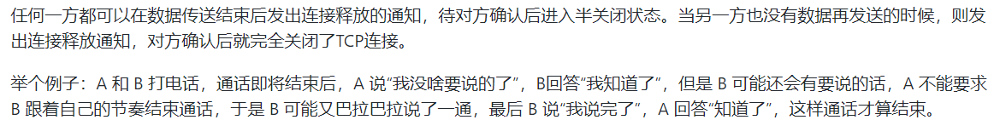 任何一方都可以在数据传送结束后发出连接释放的通知，待对方确认后进入半关闭状态。当另一方也没有数据再发送的时候，则发
出连接释放通知，对方确认后就完全关闭了TCP连接。
举个例子：A 和 B 打电话，通话即将结束后，A 说“我没啥要说的了”，B回答“我知道了”，但是 B 可能还会有要说的话，A 不能要求
B 跟着自己的节奏结束通话，于是 B 可能又巴拉巴拉说了一通，最后 B 说“我说完了”，A 回答“知道了”，这样通话才算结束。